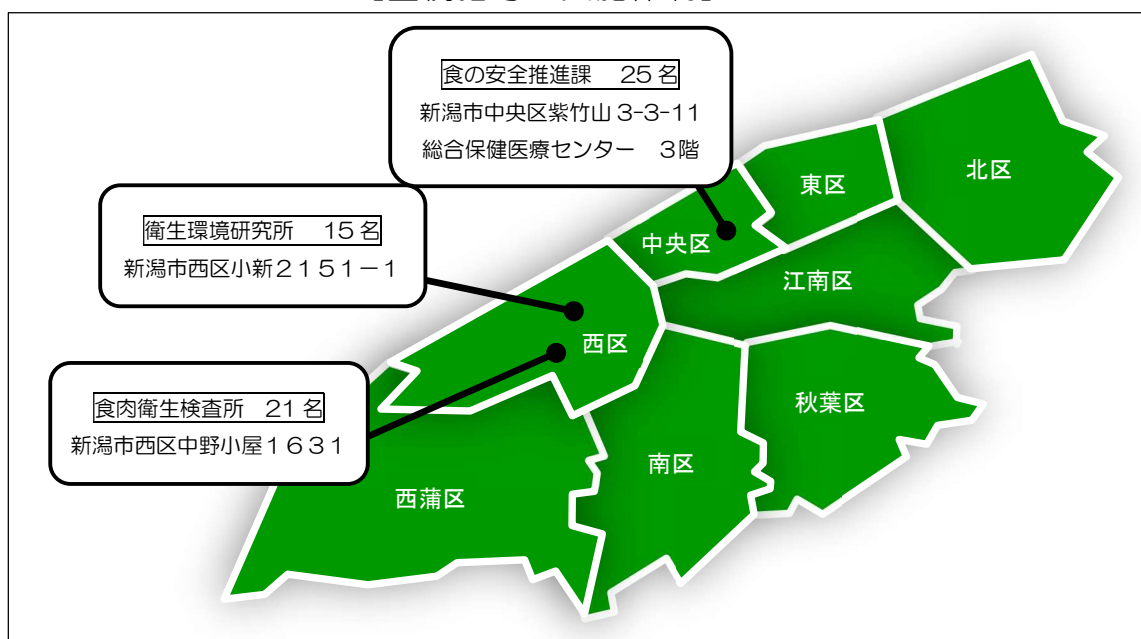 食の安全推進課　25名
新潟市中央区紫竹山3-3-11
総合保健医療センター　3階
衛生環境研究所　15名
新潟市西区小新２１５１－１
食肉衛生検査所　21名
新潟市西区中野小屋１６３１
北区
東区
中央区
江南区
西区
秋葉区
南区
西蒲区